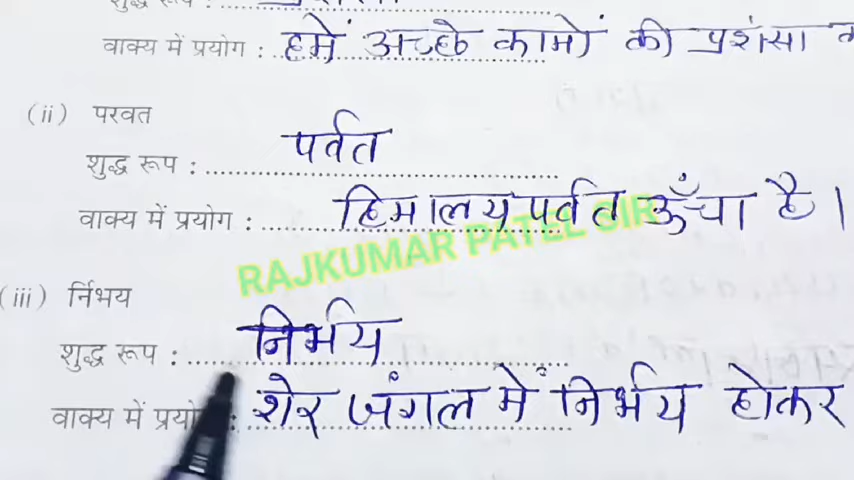 शुद्ध रूप :
वाक्य में प्रयोग : हमें अच्छे कामों की प्रशंसा
(ii) परवत
शुद्ध रूप : पर्वत
वाक्य में प्रयोग : हिमालय पर्वत ऊँचा है।
RAJKUMAR PATEL SIR
(iii) र्निभय
शुद्ध रूप : निर्भय
वाक्य में प्रयो : शेर जंगल में निर्भय होकर